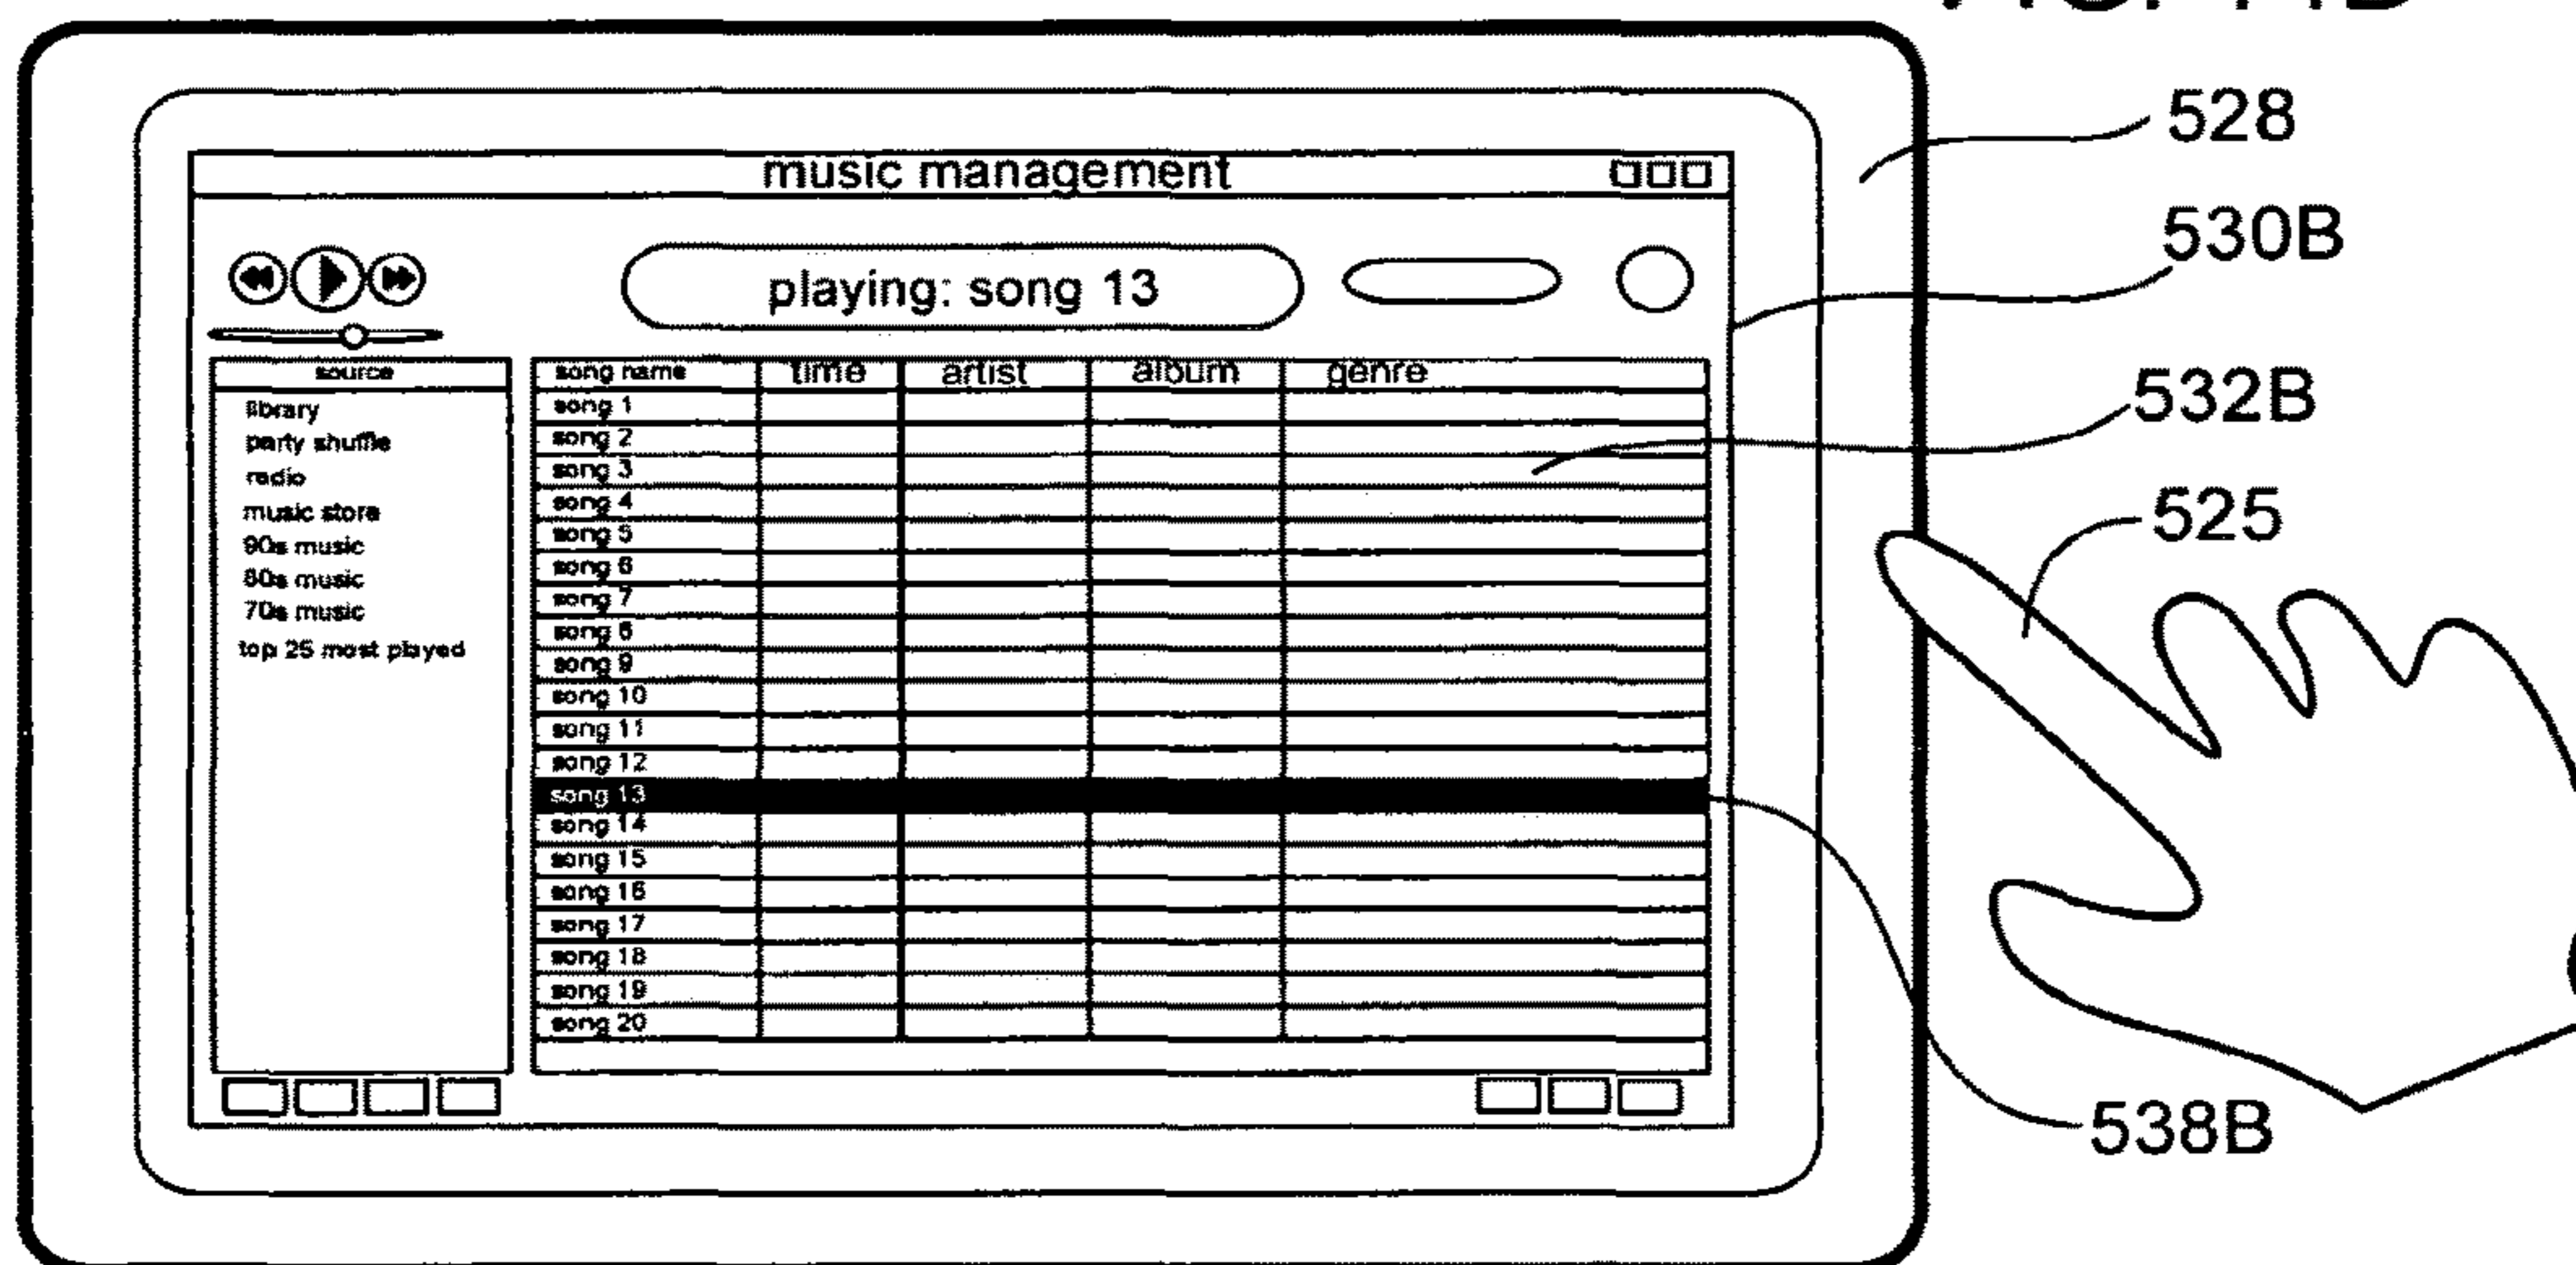 528
music management
530B
playing: song 13
source
library
party shuffle
radio
music store
90s music
80s music
70s music
top 25 most played
song name time artist album genre
song 1
song 2
song 3
song 4
song 5
song 6
song 7
song 8
song 9
song 10
song 11
song 12
song 13
song 14
song 15
song 16
song 17
song 18
song 19
song 20
532B
525
538B